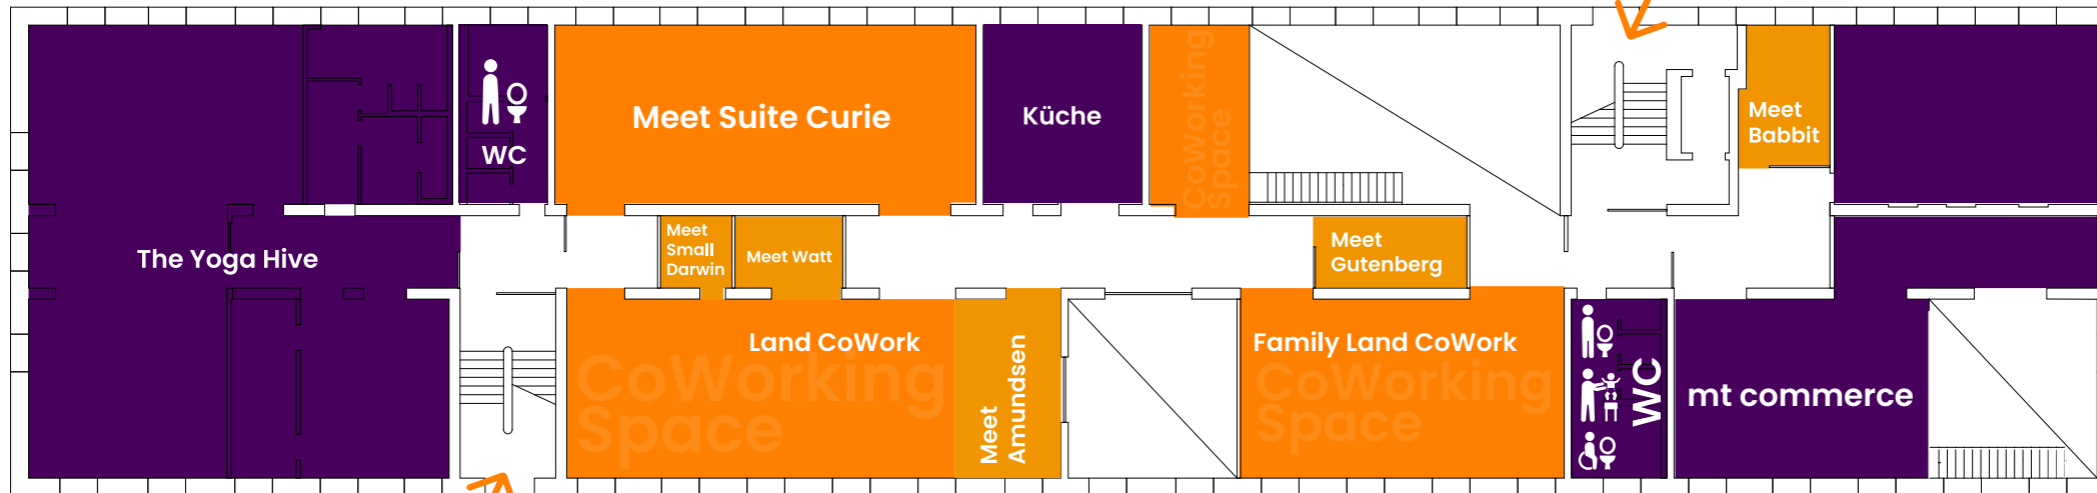 Meet Suite Curie
Küche
CoWorking
Space
Meet
Babbit
WC
The Yoga Hive
Meet
Small
Darwin
Meet Watt
Meet
Gutenberg
Land CoWork
CoWorking
Space
Meet
Amundsen
Family Land CoWork
CoWorking
Space
WC
mt commerce